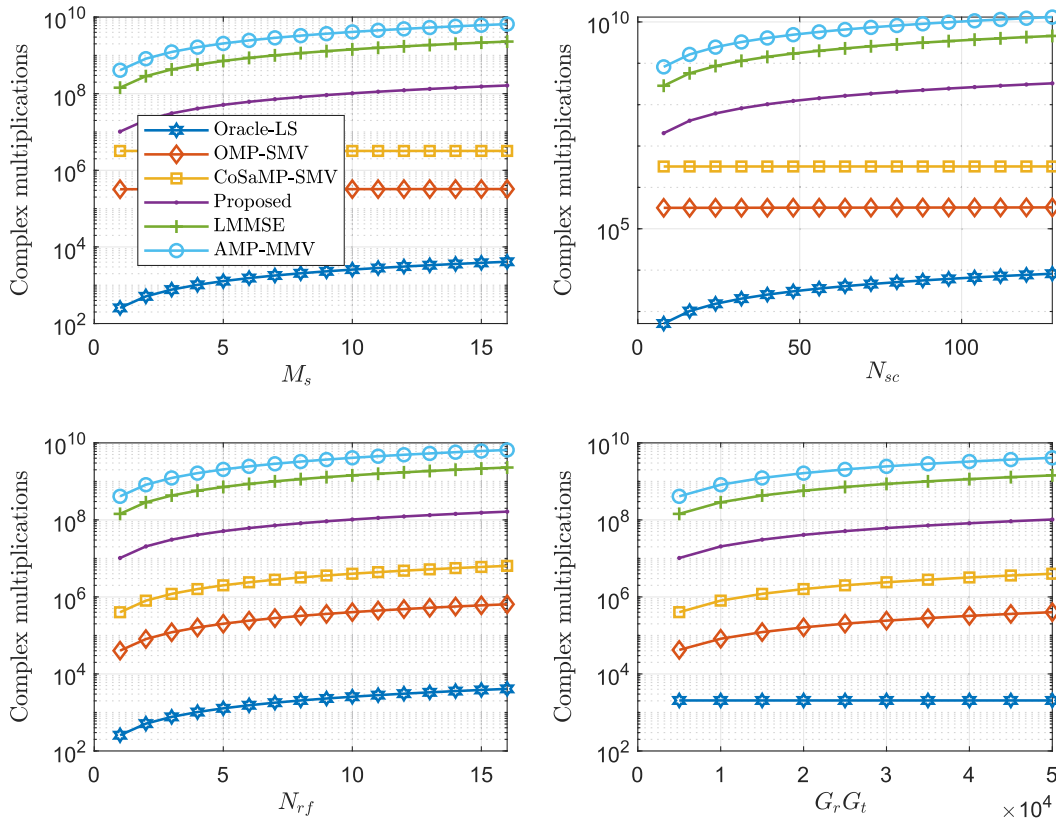 Complex multiplications
10^10
10^8
10^6
10^4
10^2
0
5
10
15
M_s
Oracle-LS
OMP-SMV
CoSaMP-SMV
Proposed
LMMSE
AMP-MMV
Complex multiplications
10^10
10^5
0
50
100
N_sc
Complex multiplications
10^10
10^8
10^6
10^4
10^2
0
5
10
15
N_rf
Complex multiplications
10^10
10^8
10^6
10^4
10^2
0
1
2
3
4
5
G_rG_t
×10^4